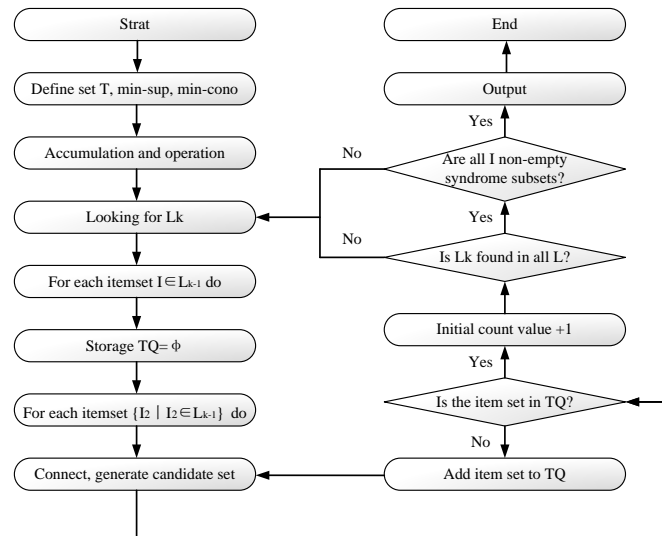 Strat
Define set T, min-sup, min-cono
Accumulation and operation
Looking for Lk
For each itemset I∈Lk-1 do
Storage TQ=ϕ
For each itemset {I2 | I2∈Lk-1} do
Connect, generate candidate set
End
Output
Yes
No
Are all I non-empty
syndrome subsets?
Yes
No
Is Lk found in all L?
Initial count value +1
Yes
Is the item set in TQ?
No
Add item set to TQ